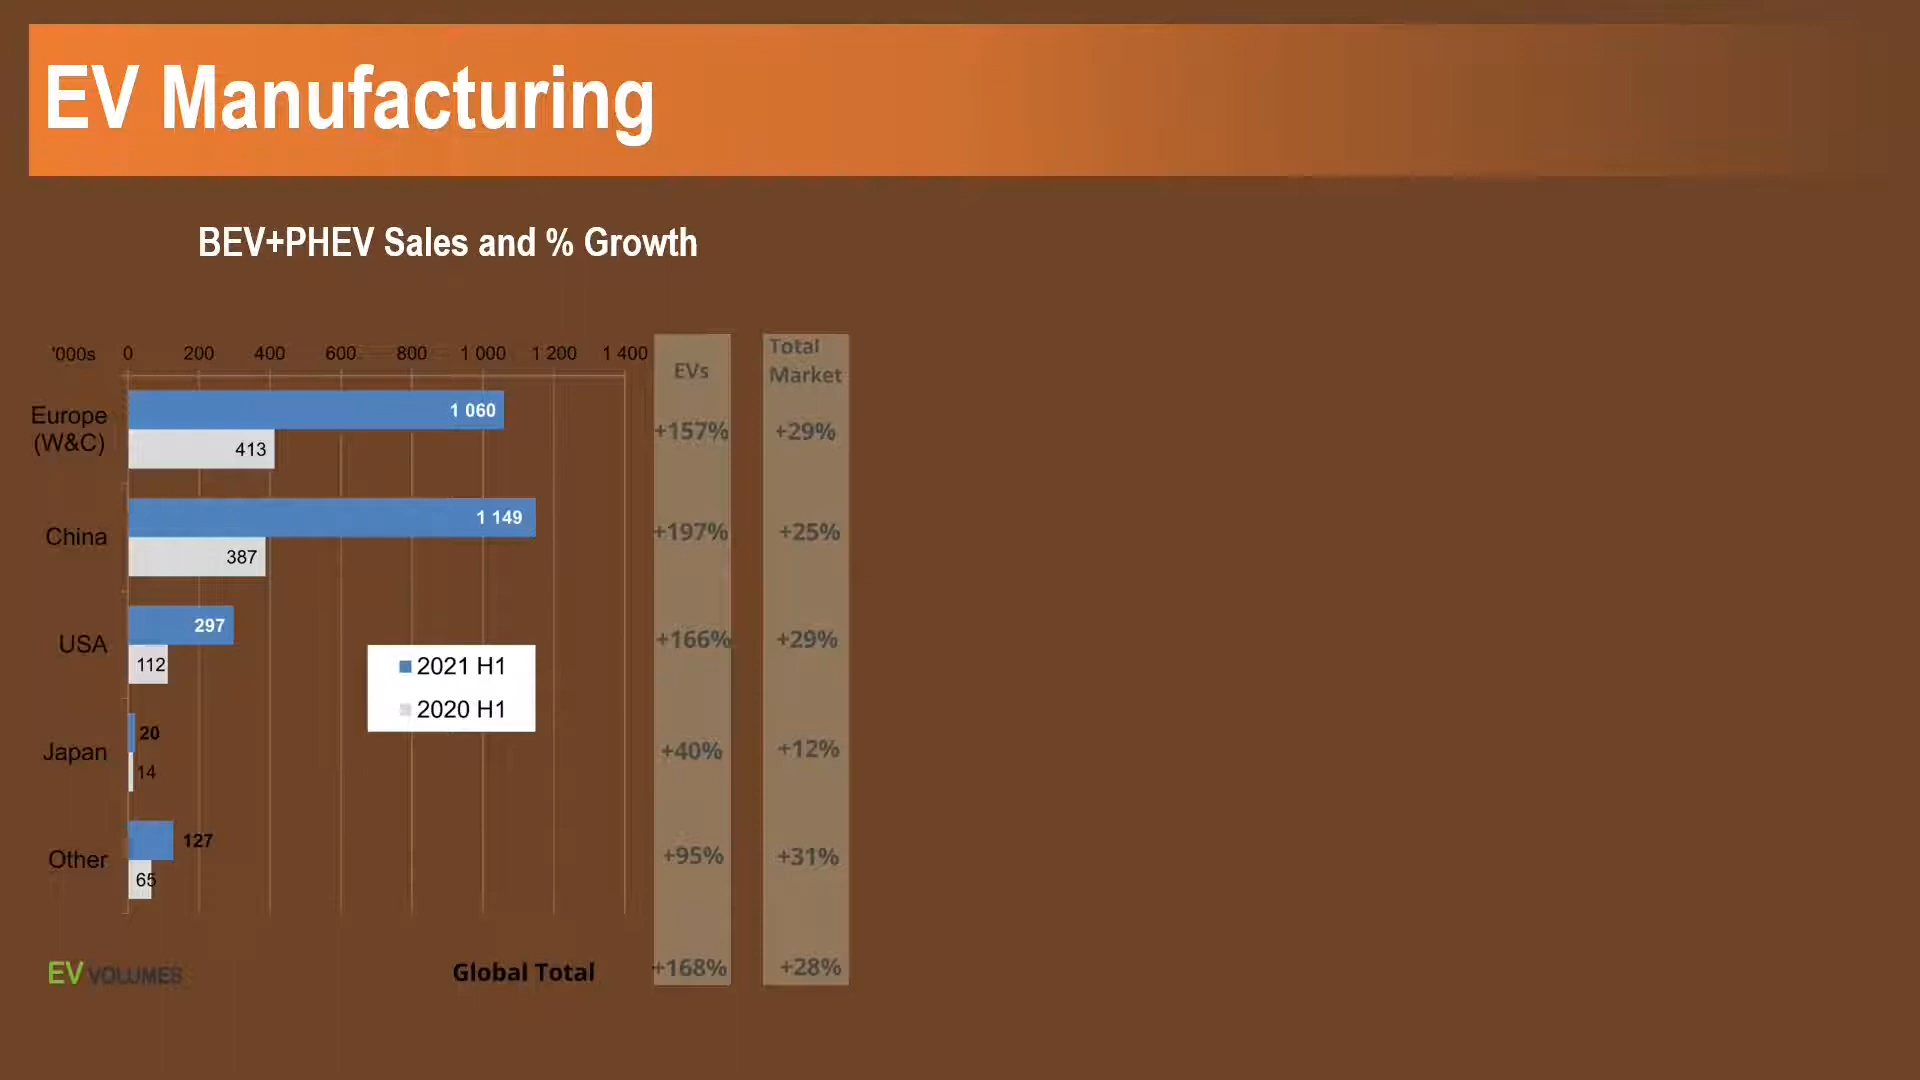 EV Manufacturing
BEV+PHEV Sales and % Growth
'000s 0 200 400 600 800 1 000 1 200 1 400
EVs
Total
Market
Europe
(W&C)
1 060
413
+157%
+29%
China
1 149
387
+197%
+25%
USA
297
112
+166%
+29%
2021 H1
2020 H1
Japan
20
14
+40%
+12%
Other
127
65
+95%
+31%
EV VOLUMES
Global Total
+168%
+28%